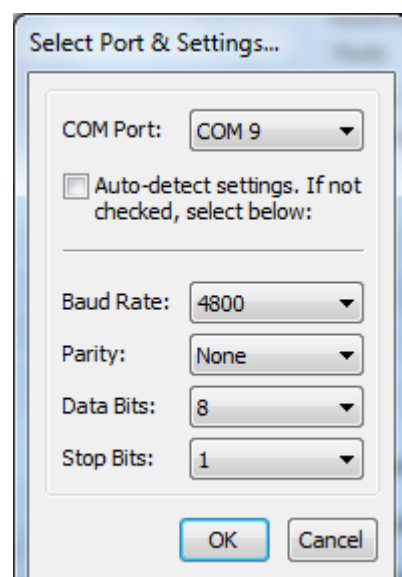 Select Port & Settings...
COM Port: COM 9
Auto-detect settings. If not
checked, select below:
Baud Rate: 4800
Parity: None
Data Bits: 8
Stop Bits: 1
OK Cancel